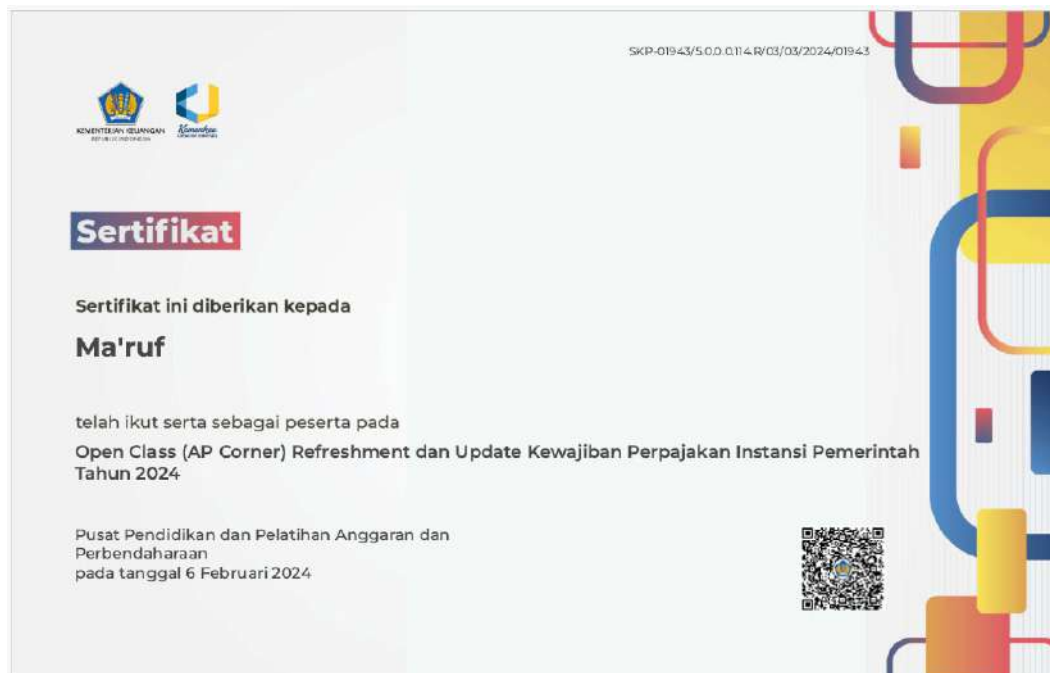 SKP-01943/5.0.0.0.114.R/03/03/2024/01943
KEMENTERIAN KEUANGAN
REPUBLIK INDONESIA
Kemenkeu
Sertifikat
Sertifikat ini diberikan kepada
Ma'ruf
telah ikut serta sebagai peserta pada
Open Class (AP Corner) Refreshment dan Update Kewajiban Perpajakan Instansi Pemerintah
Tahun 2024
Pusat Pendidikan dan Pelatihan Anggaran dan
Perbendaharaan
pada tanggal 6 Februari 2024